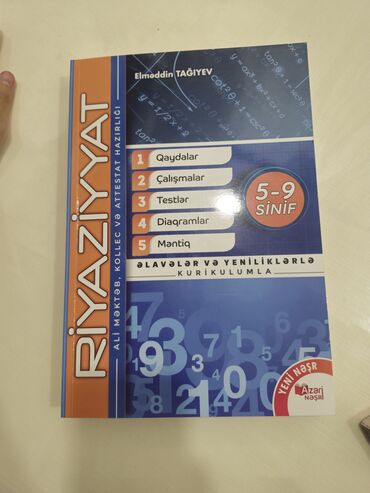 Elməddin TAĞIYEV
RİYAZİYYAT
ALİ MƏKTƏB, KOLLEC VƏ ATTESTAT HAZIRLIĞI
1 Qaydalar
2 Çalışmalar
3 Testlər
4 Diaqramlar
5 Məntiq
5-9
SİNİF
ƏLAVƏLƏR VƏ YENİLİKLƏRLƏ
KURİKULUMLA
YENİ NƏŞR
Azəri
NƏŞR